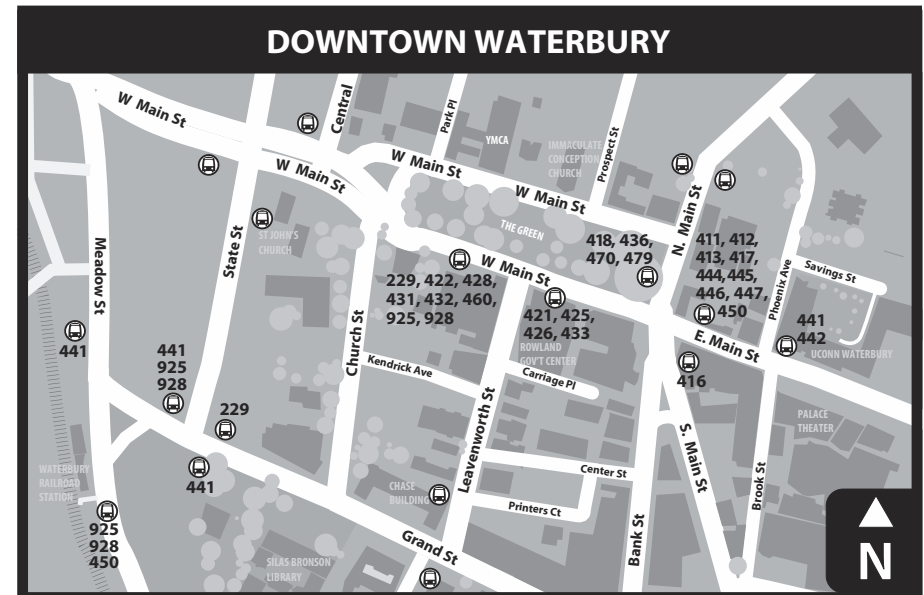 DOWNTOWN WATERBURY
W Main St
Central
Park Pl
YMCA
IMMACULATE
CONCEPTION
CHURCH
Prospect St
W Main St
W Main St
W Main St
N. Main St
THE GREEN
ST JOHN'S
CHURCH
State St
Meadow St
418, 436,
470, 479
411, 412,
413, 417,
444, 445,
446, 447,
450
Phoenix Ave
Savings St
W Main St
229, 422, 428,
431, 432, 460,
925, 928
421, 425,
426, 433
ROWLAND
GOV'T CENTER
E. Main St
441
442
UCONN WATERBURY
441
441
925
928
Church St
Kendrick Ave
Carriage Pl
416
229
Leavenworth St
PALACE
THEATER
S. Main St
WATERBURY
RAILROAD
STATION
441
CHASE
BUILDING
Center St
Printers Ct
Brook St
Bank St
925
928
450
Grand St
SILAS BRONSON
LIBRARY
N